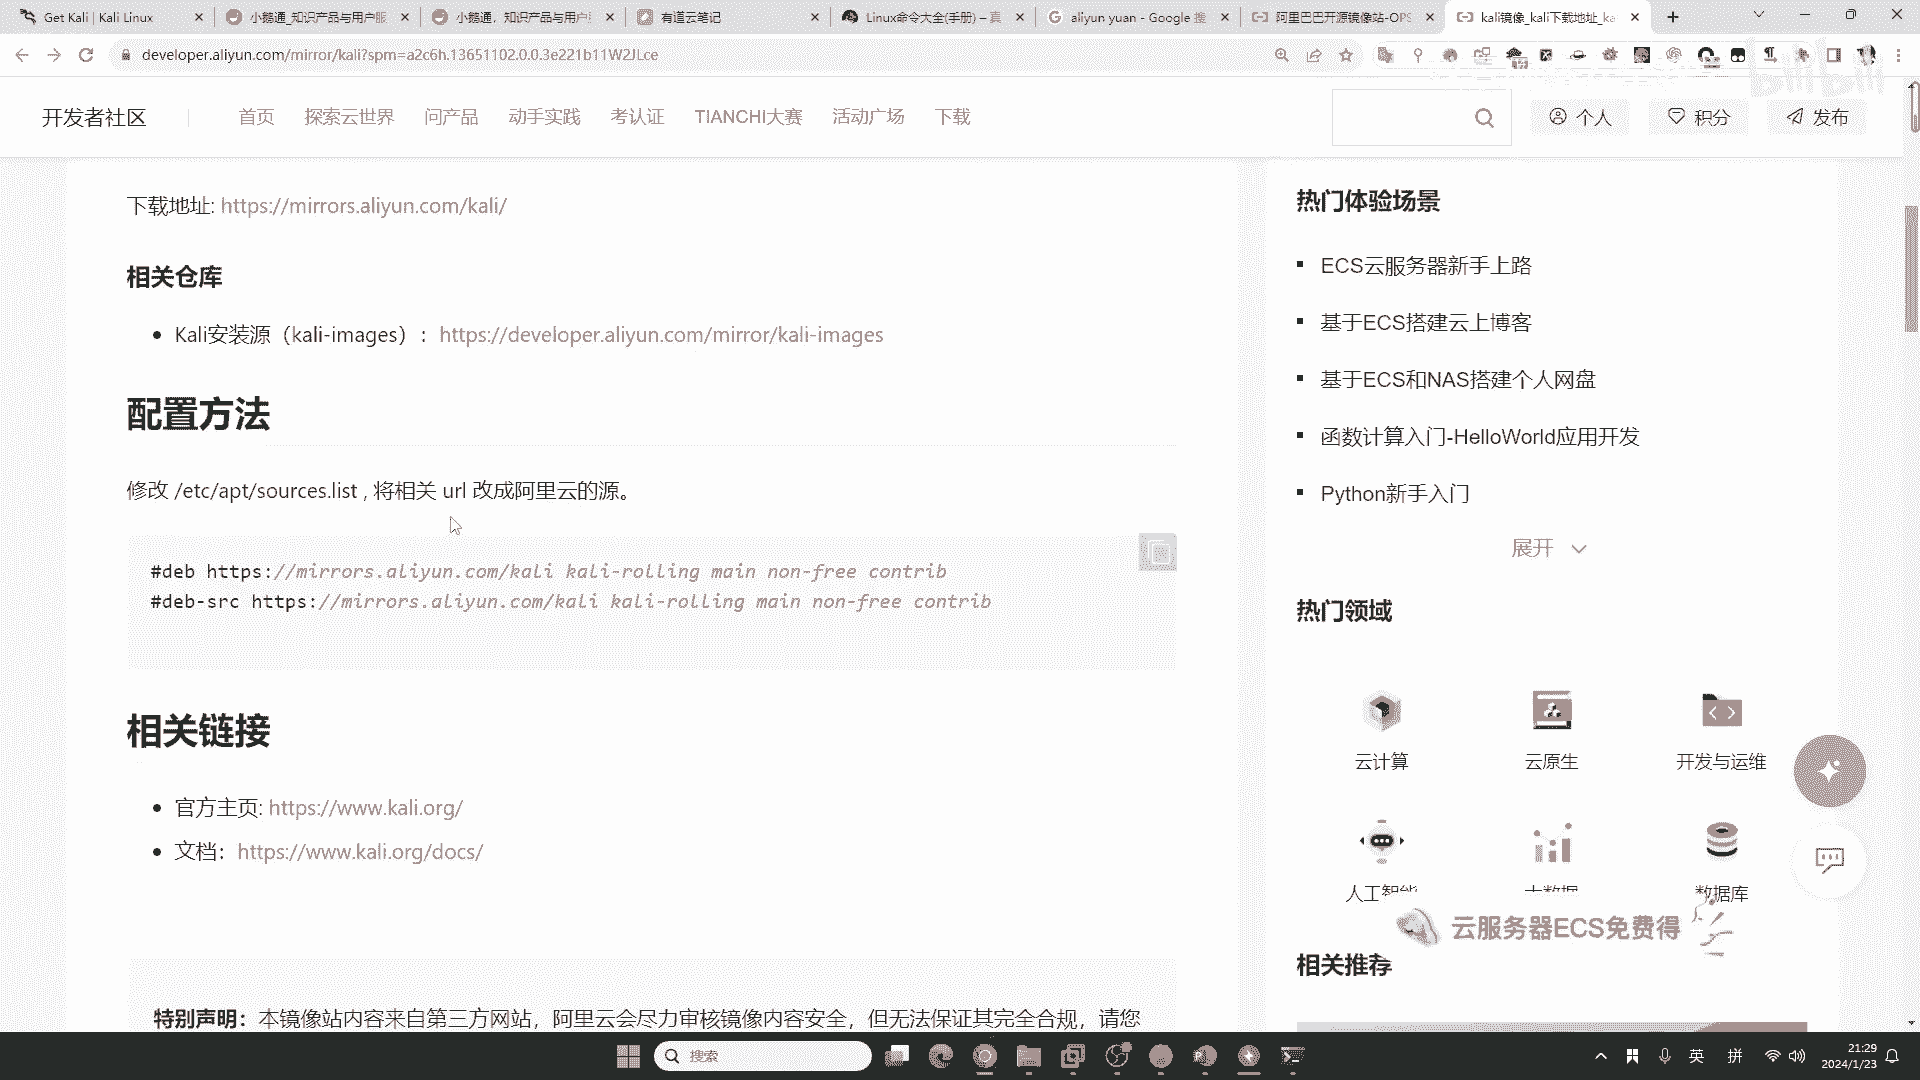 Get Kali | Kali Linux
小鹅通_知识产品与用户服
小鹅通，知识产品与用户
有道云笔记
Linux命令大全(手册) – 真
aliyun yuan - Google 搜
阿里巴巴开源镜像站-OPS
kali镜像_kali下载地址_ka
developer.aliyun.com/mirror/kali?spm=a2c6h.13651102.0.0.3e221b11W2JLce
bilibili
开发者社区
首页
探索云世界
问产品
动手实践
考认证
TIANCHI大赛
活动广场
下载
个人
积分
发布
下载地址: https://mirrors.aliyun.com/kali/
相关仓库
• Kali安装源（kali-images）：https://developer.aliyun.com/mirror/kali-images
配置方法
修改 /etc/apt/sources.list , 将相关 url 改成阿里云的源。
#deb https://mirrors.aliyun.com/kali kali-rolling main non-free contrib
#deb-src https://mirrors.aliyun.com/kali kali-rolling main non-free contrib
相关链接
• 官方主页: https://www.kali.org/
• 文档：https://www.kali.org/docs/
特别声明：本镜像站内容来自第三方网站，阿里云会尽力审核镜像内容安全，但无法保证其完全合规，请您
热门体验场景
ECS云服务器新手上路
基于ECS搭建云上博客
基于ECS和NAS搭建个人网盘
函数计算入门-HelloWorld应用开发
Python新手入门
展开
热门领域
云计算
云原生
开发与运维
人工智能
大数据
数据库
云服务器ECS免费得
相关推荐
搜索
英
拼
21:29
2024/1/23